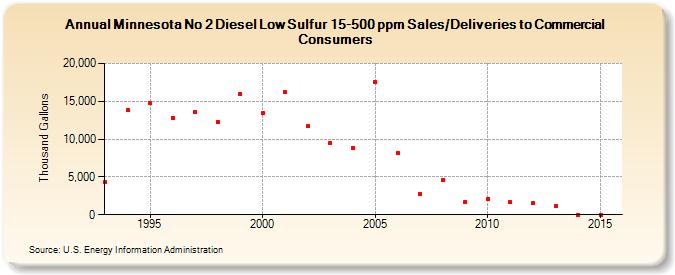 Annual Minnesota No 2 Diesel Low Sulfur 15-500 ppm Sales/Deliveries to Commercial
Consumers
Thousand Gallons
20,000
15,000
10,000
5,000
0
1995
2000
2005
2010
2015
Source: U.S. Energy Information Administration